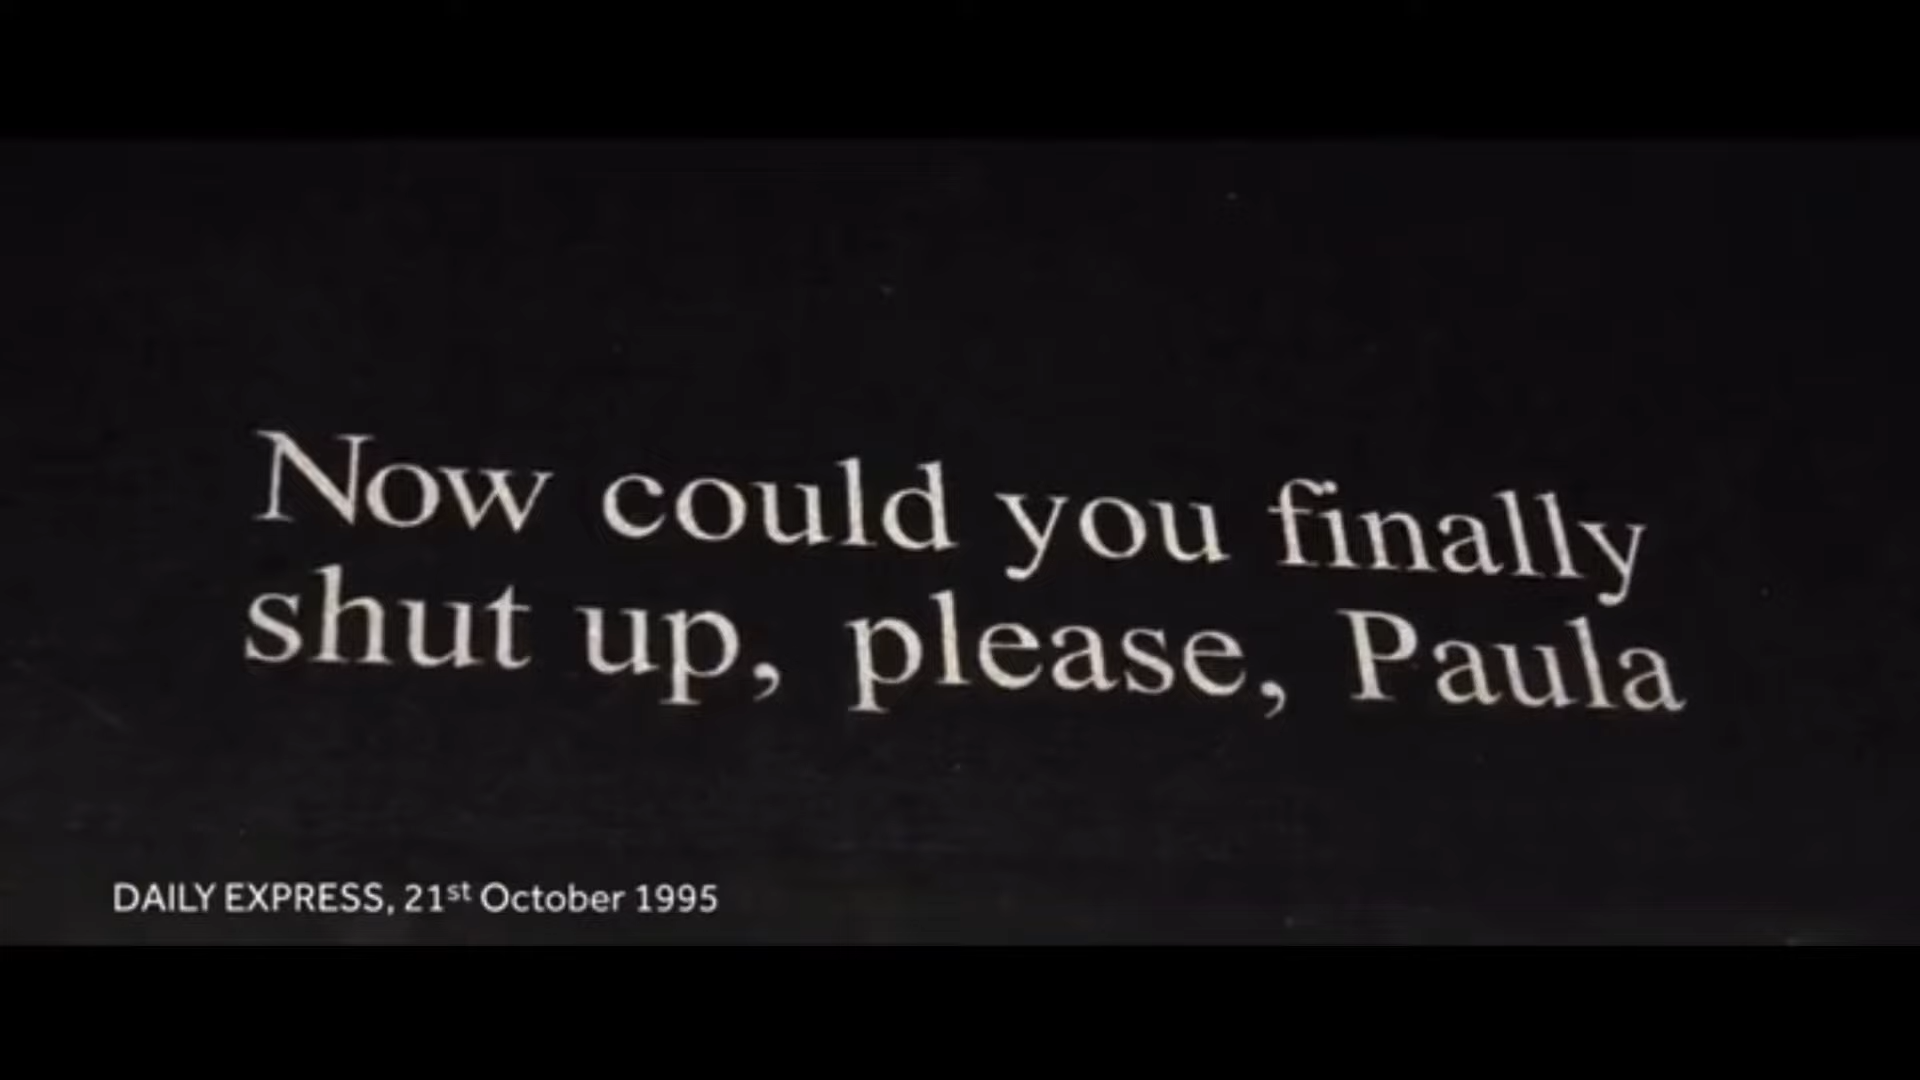 Now could you finally
shut up, please, Paula
DAILY EXPRESS, 21st October 1995